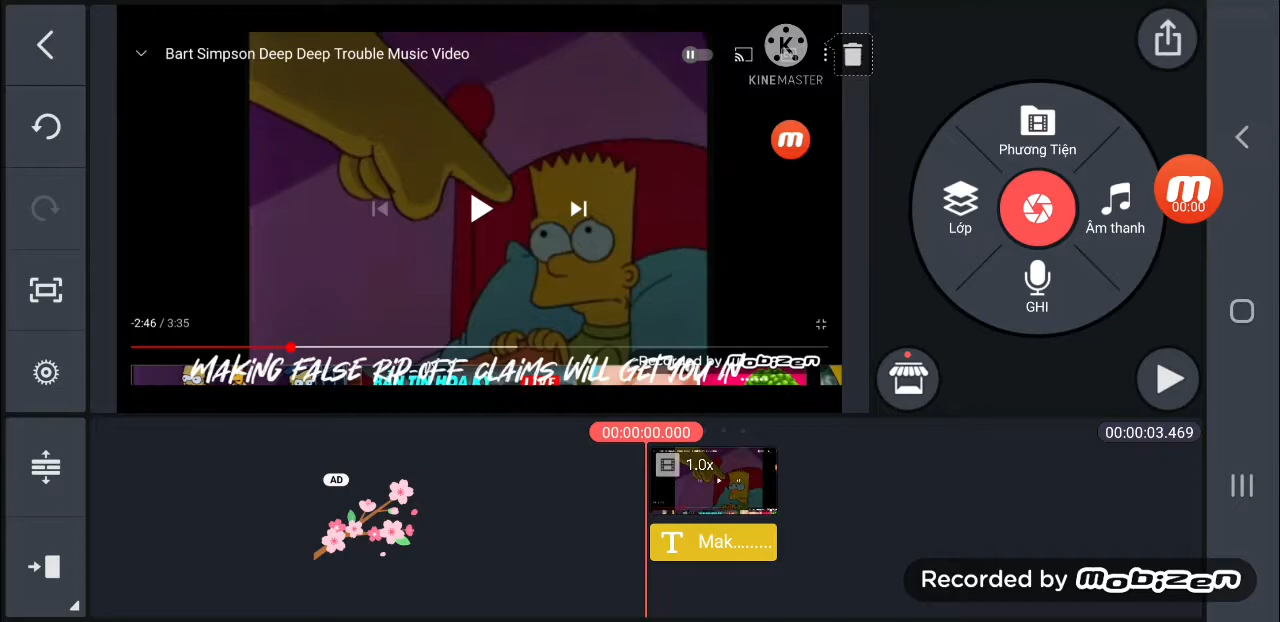 Bart Simpson Deep Deep Trouble Music Video
KINEMASTER
-2:46 / 3:35
Recorded by MOBIZEN
MAKING FALSE RIP-OFF CLAIMS WILL GET YOU IN...
LIVE
Phương Tiện
Lớp
Âm thanh
GHI
00:00
00:00:00.000
00:00:03.469
AD
1.0x
T Mak.........
Recorded by MOBIZEN